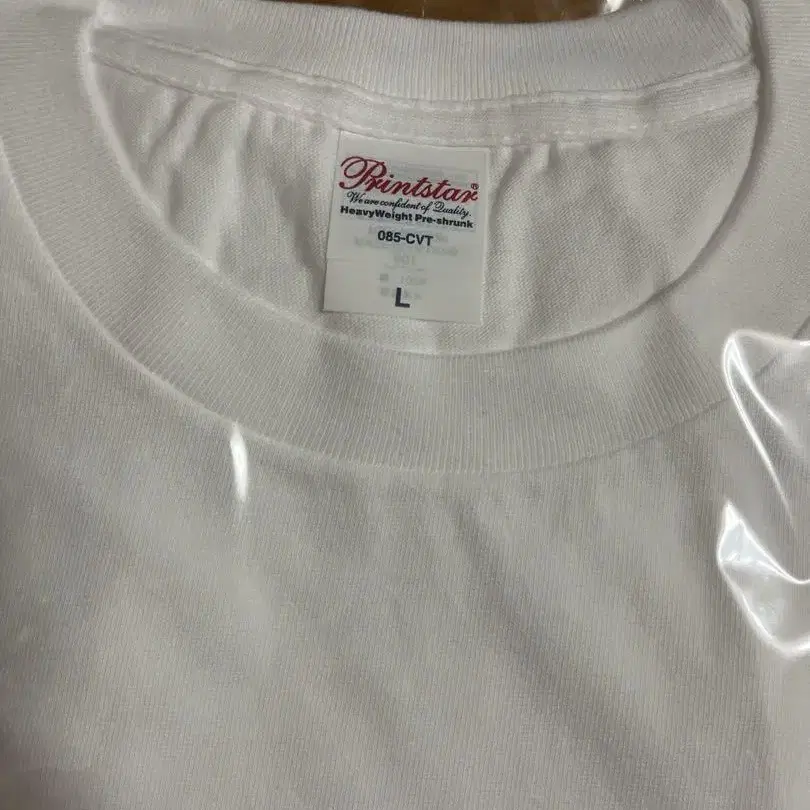 Printstar®
We are confident of Quality.
HeavyWeight Pre-shrunk
085-CVT
L